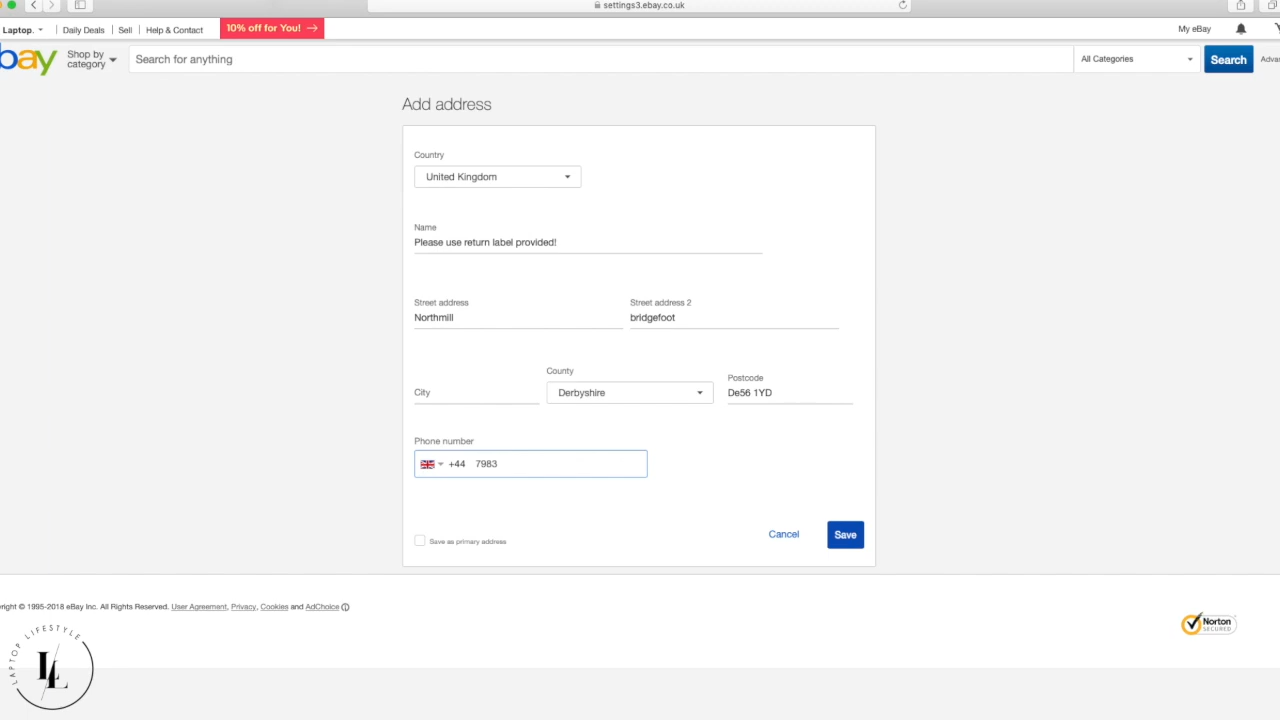 settings3.ebay.co.uk
Laptop. Daily Deals Sell Help & Contact 10% off for You! → My eBay
bay Shop by category Search for anything All Categories Search
Add address
Country
United Kingdom
Name
Please use return label provided!
Street address Street address 2
Northmill bridgefoot
County Postcode
City Derbyshire De56 1YD
Phone number
+44 7983
Save as primary address Cancel Save
1995-2018 eBay Inc. All Rights Reserved. User Agreement, Privacy, Cookies and AdChoice
Norton
SECURED
LAPTOP LIFESTYLE
LL